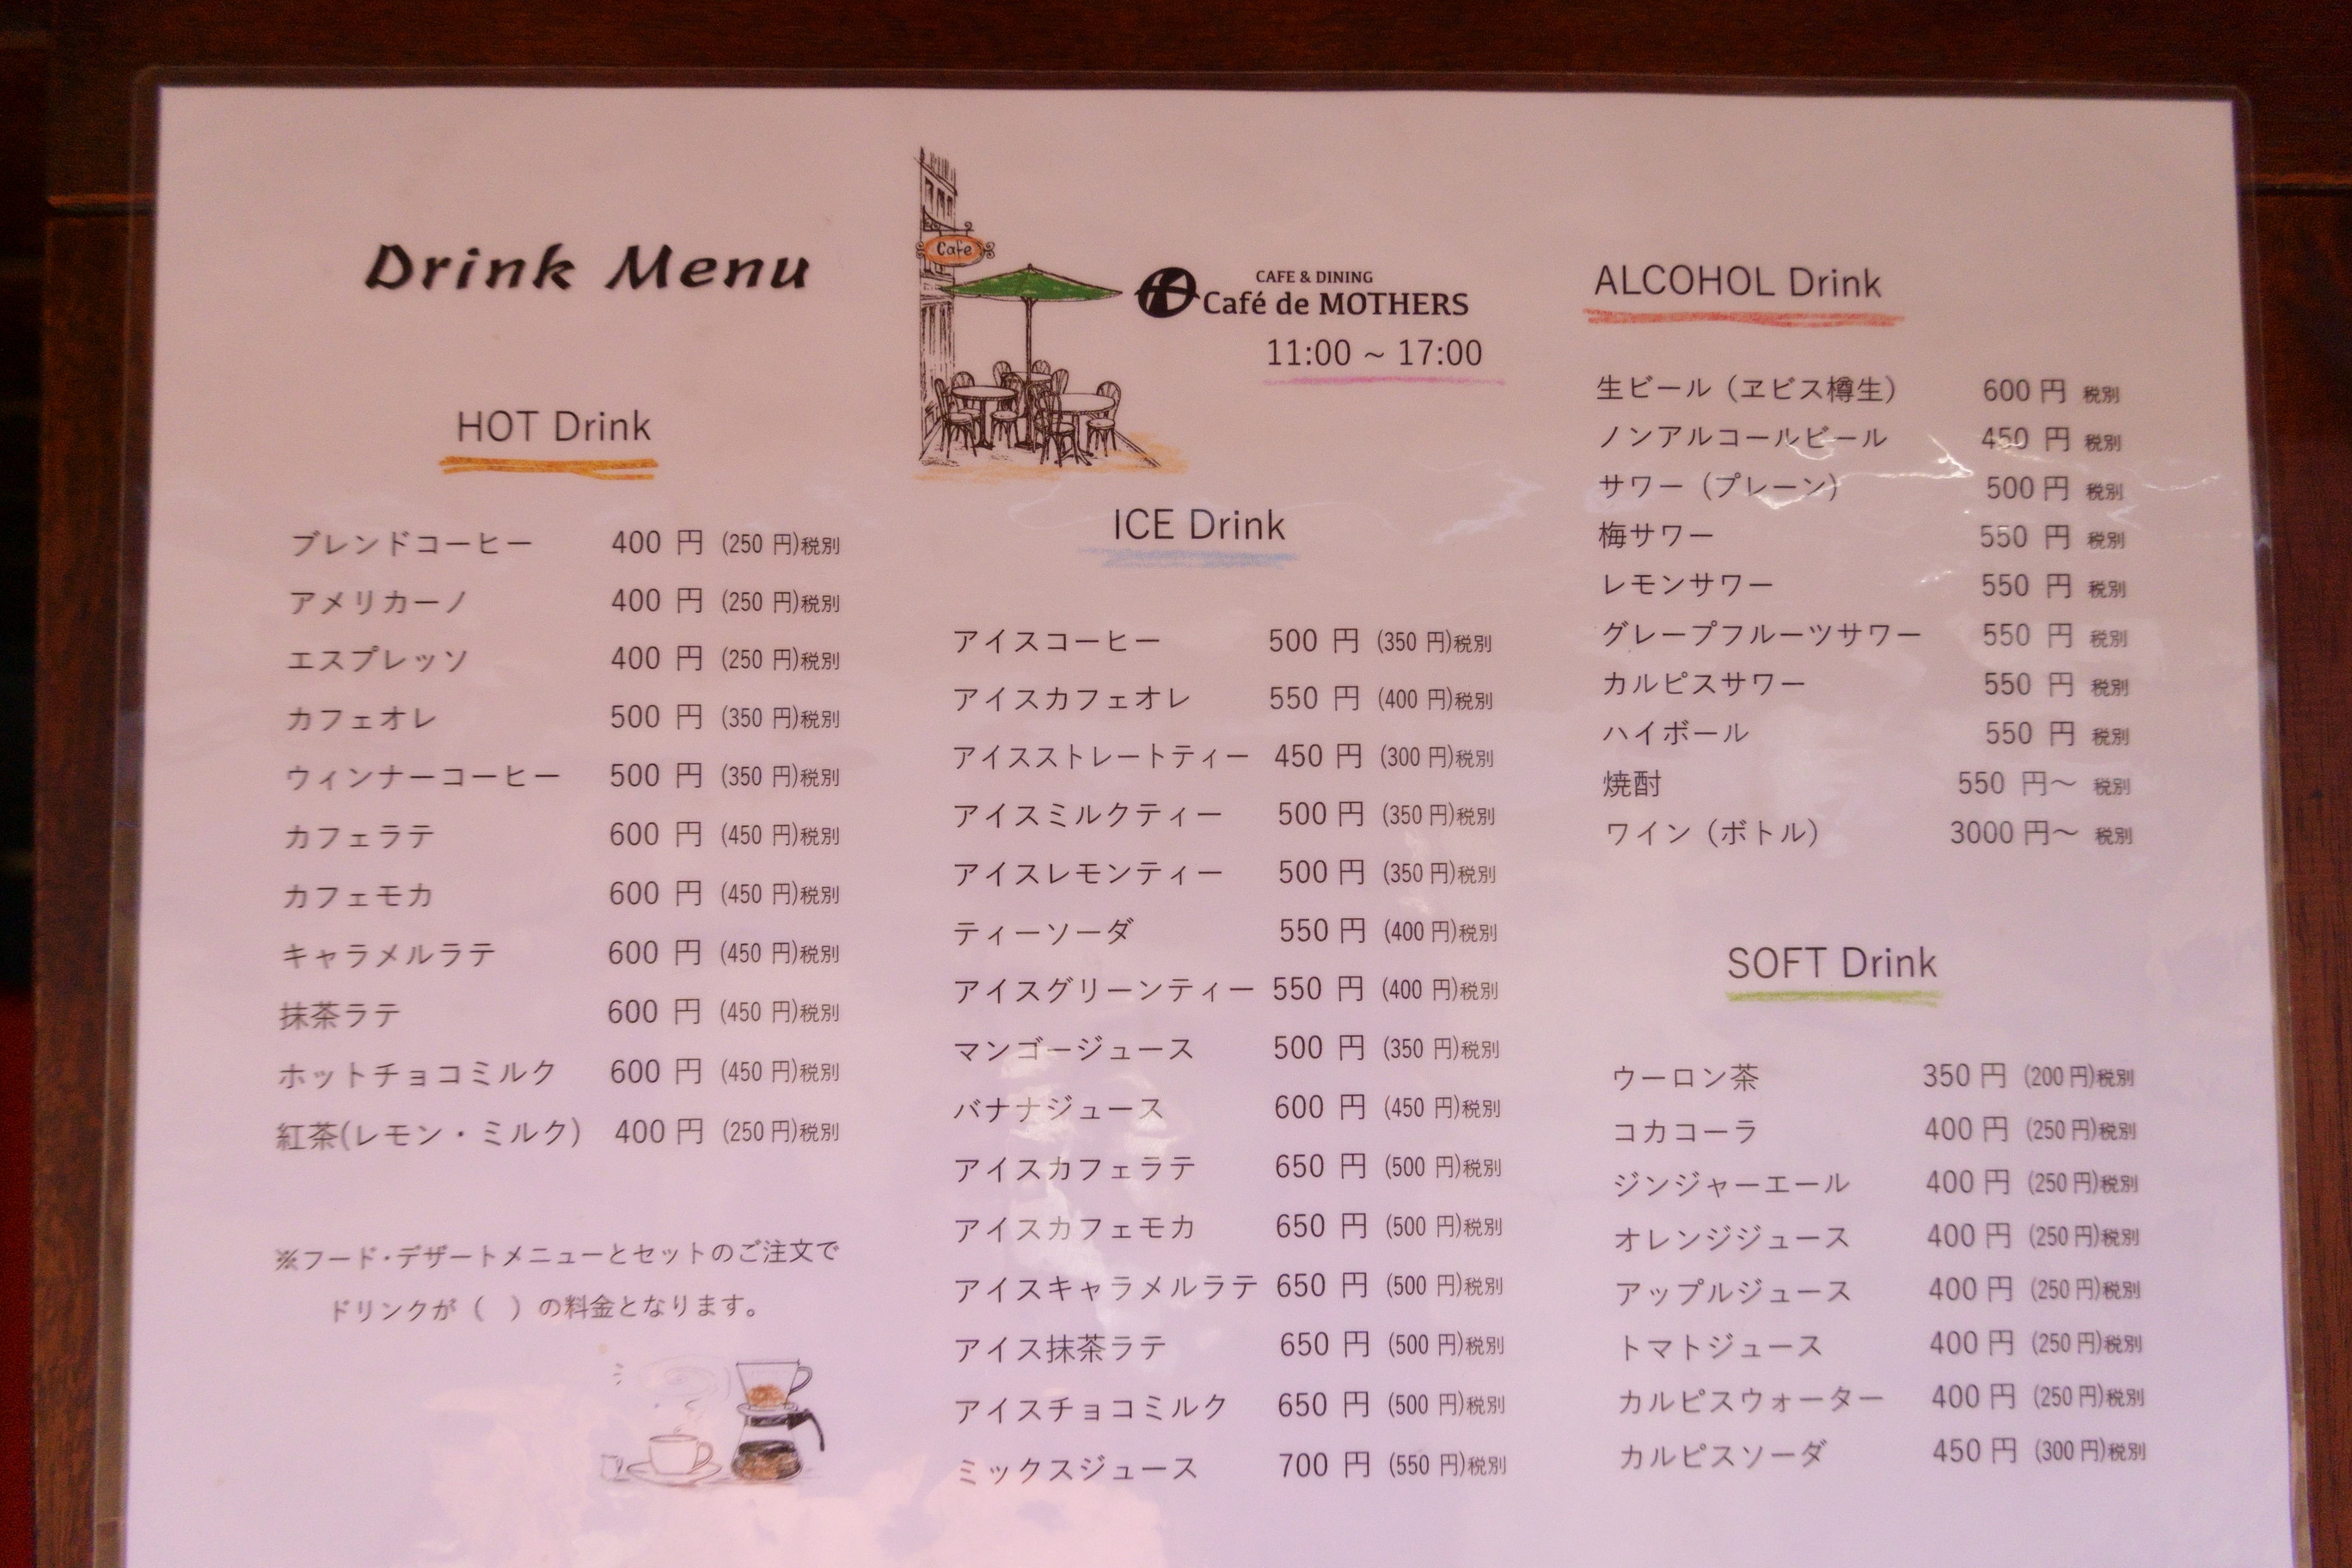 Drink Menu
HOT Drink
ブレンドコーヒー 400 円 (250 円)税別
アメリカーノ 400 円 (250 円)税別
エスプレッソ 400 円 (250 円)税別
カフェオレ 500 円 (350 円)税別
ウィンナーコーヒー 500 円 (350 円)税別
カフェラテ 600 円 (450 円)税別
カフェモカ 600 円 (450 円)税別
キャラメルラテ 600 円 (450 円)税別
抹茶ラテ 600 円 (450 円)税別
ホットチョコミルク 600 円 (450 円)税別
紅茶(レモン・ミルク) 400 円 (250 円)税別
※フード・デザートメニューとセットのご注文で
ドリンクが（　）の料金となります。
Cafe
CAFE & DINING
Café de MOTHERS
11:00 ~ 17:00
ICE Drink
アイスコーヒー 500 円 (350 円)税別
アイスカフェオレ 550 円 (400 円)税別
アイスストレートティー 450 円 (300 円)税別
アイスミルクティー 500 円 (350 円)税別
アイスレモンティー 500 円 (350 円)税別
ティーソーダ 550 円 (400 円)税別
アイスグリーンティー 550 円 (400 円)税別
マンゴージュース 500 円 (350 円)税別
バナナジュース 600 円 (450 円)税別
アイスカフェラテ 650 円 (500 円)税別
アイスカフェモカ 650 円 (500 円)税別
アイスキャラメルラテ 650 円 (500 円)税別
アイス抹茶ラテ 650 円 (500 円)税別
アイスチョコミルク 650 円 (500 円)税別
ミックスジュース 700 円 (550 円)税別
ALCOHOL Drink
生ビール（ヱビス樽生） 600 円 税別
ノンアルコールビール 450 円 税別
サワー（プレーン） 500 円 税別
梅サワー 550 円 税別
レモンサワー 550 円 税別
グレープフルーツサワー 550 円 税別
カルピスサワー 550 円 税別
ハイボール 550 円 税別
焼酎 550 円～ 税別
ワイン（ボトル） 3000 円～ 税別
SOFT Drink
ウーロン茶 350 円 (200 円)税別
コカコーラ 400 円 (250 円)税別
ジンジャーエール 400 円 (250 円)税別
オレンジジュース 400 円 (250 円)税別
アップルジュース 400 円 (250 円)税別
トマトジュース 400 円 (250 円)税別
カルピスウォーター 400 円 (250 円)税別
カルピスソーダ 450 円 (300 円)税別